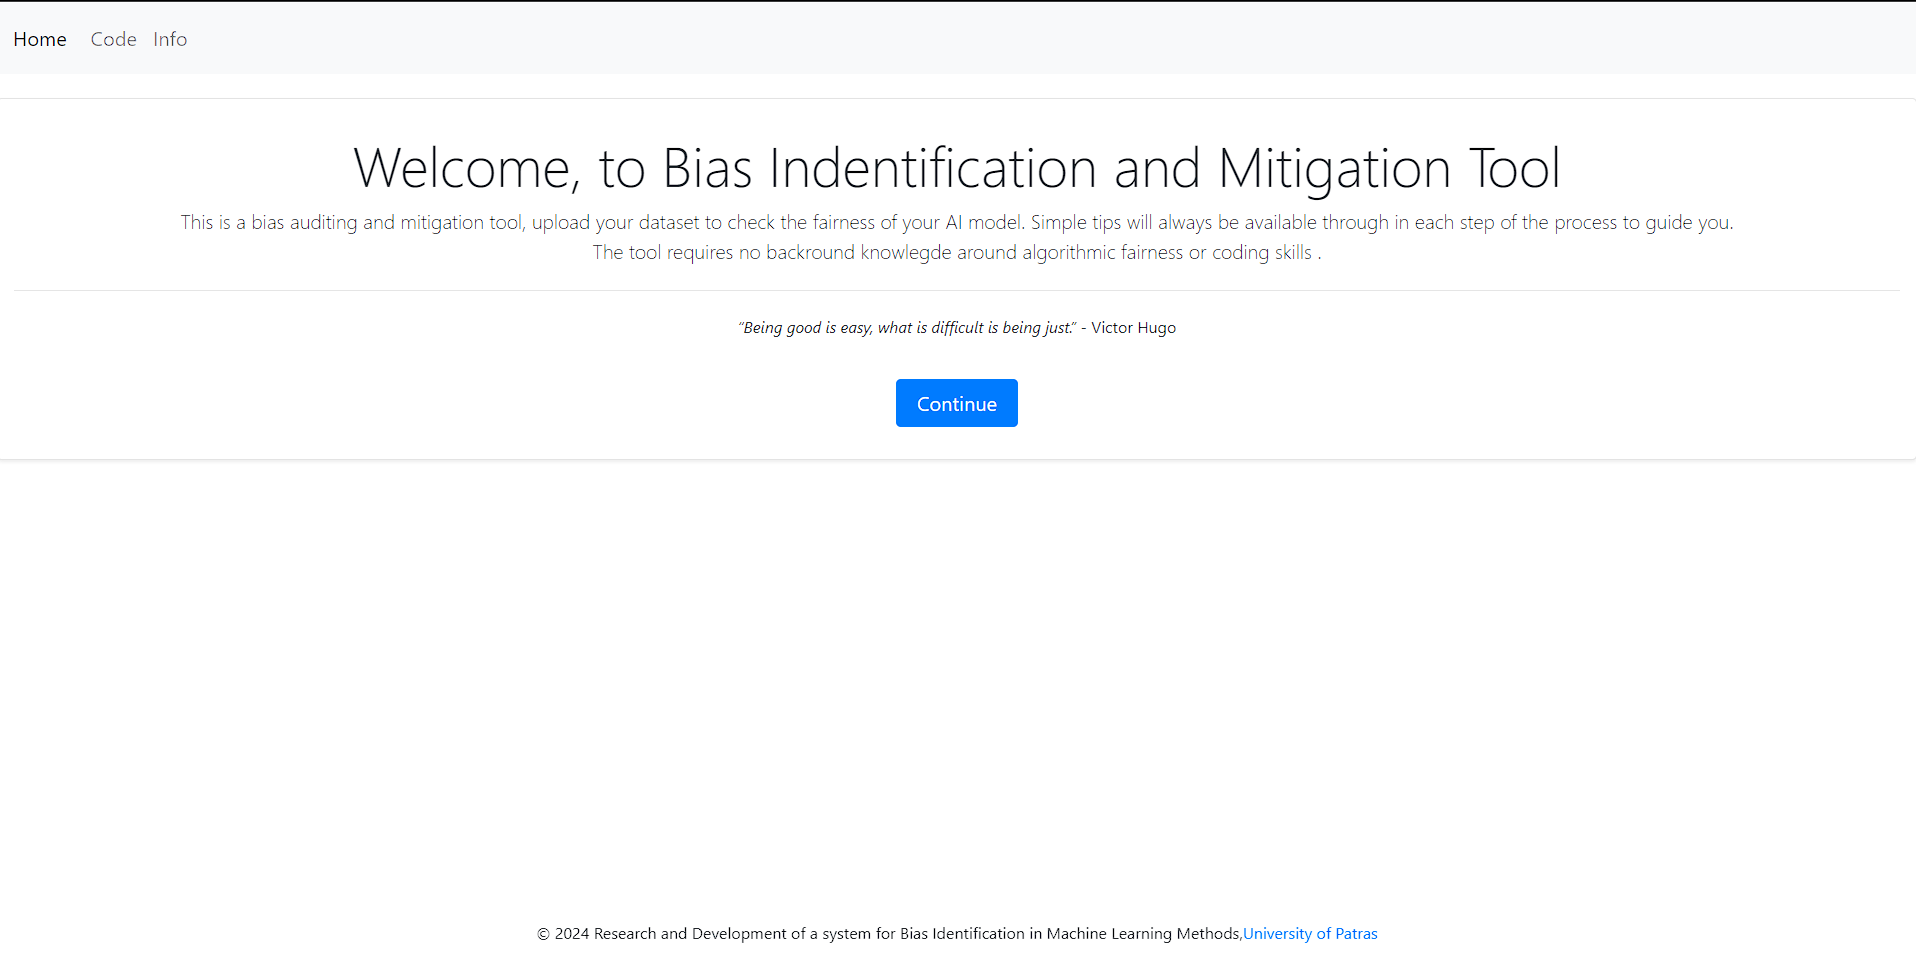 Home Code Info
Welcome, to Bias Indentification and Mitigation Tool
This is a bias auditing and mitigation tool, upload your dataset to check the fairness of your AI model. Simple tips will always be available through in each step of the process to guide you.
The tool requires no backround knowlegde around algorithmic fairness or coding skills .
“Being good is easy, what is difficult is being just.” - Victor Hugo
Continue
© 2024 Research and Development of a system for Bias Identification in Machine Learning Methods,University of Patras